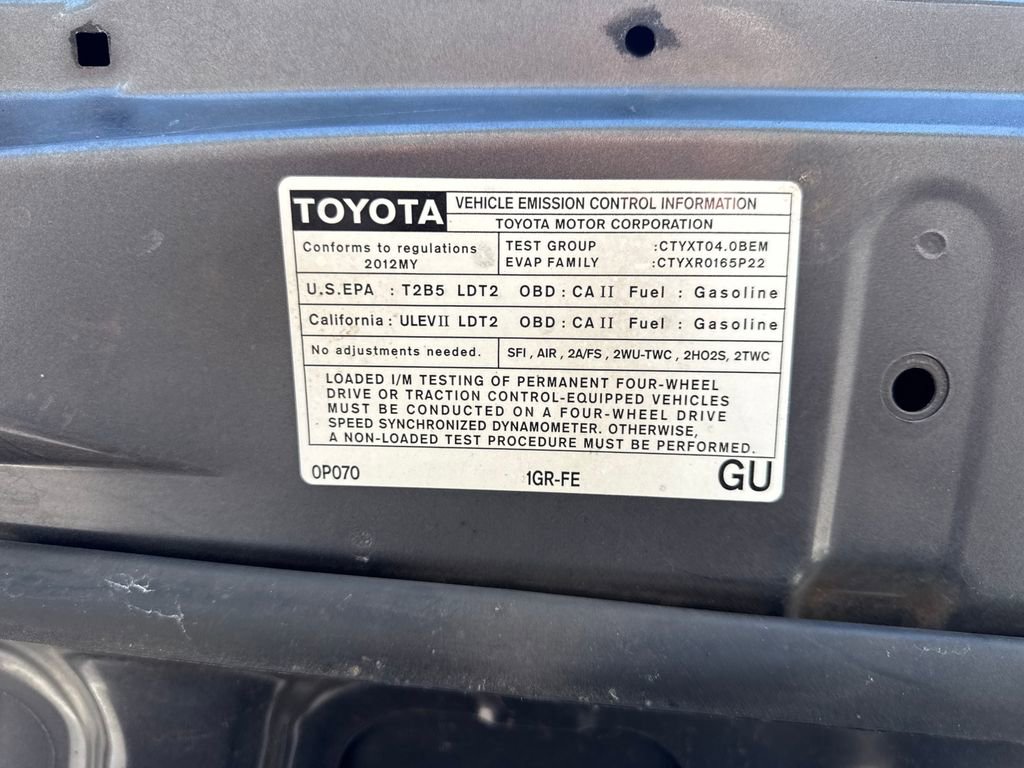 TOYOTA VEHICLE EMISSION CONTROL INFORMATION
TOYOTA MOTOR CORPORATION
Conforms to regulations
2012MY
TEST GROUP :CTYXT04.0BEM
EVAP FAMILY :CTYXR0165P22
U.S.EPA : T2B5 LDT2 OBD : CA II Fuel : Gasoline
California : ULEV II LDT2 OBD : CA II Fuel : Gasoline
No adjustments needed. SFI , AIR , 2A/FS , 2WU-TWC , 2HO2S, 2TWC
LOADED I/M TESTING OF PERMANENT FOUR-WHEEL
DRIVE OR TRACTION CONTROL-EQUIPPED VEHICLES
MUST BE CONDUCTED ON A FOUR-WHEEL DRIVE
SPEED SYNCHRONIZED DYNAMOMETER. OTHERWISE,
A NON-LOADED TEST PROCEDURE MUST BE PERFORMED.
0P070 1GR-FE GU